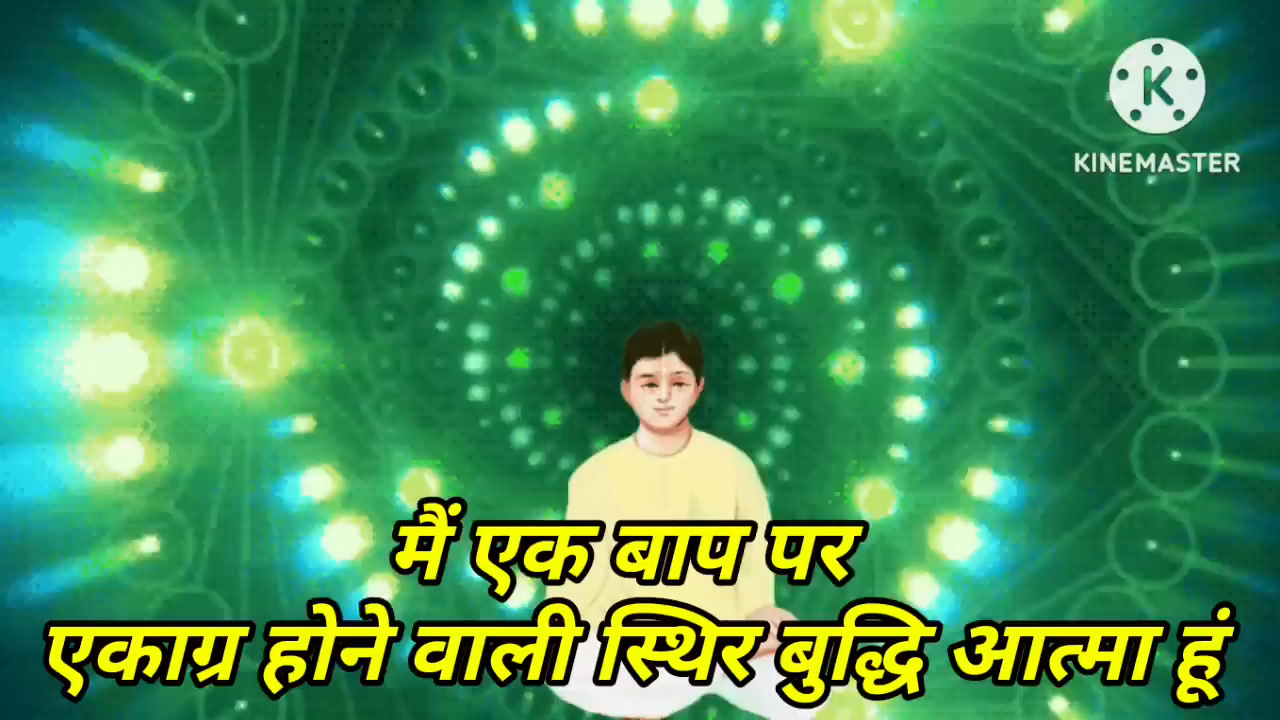 KINEMASTER
मैं एक बाप पर
एकाग्र होने वाली स्थिर बुद्धि आत्मा हूं